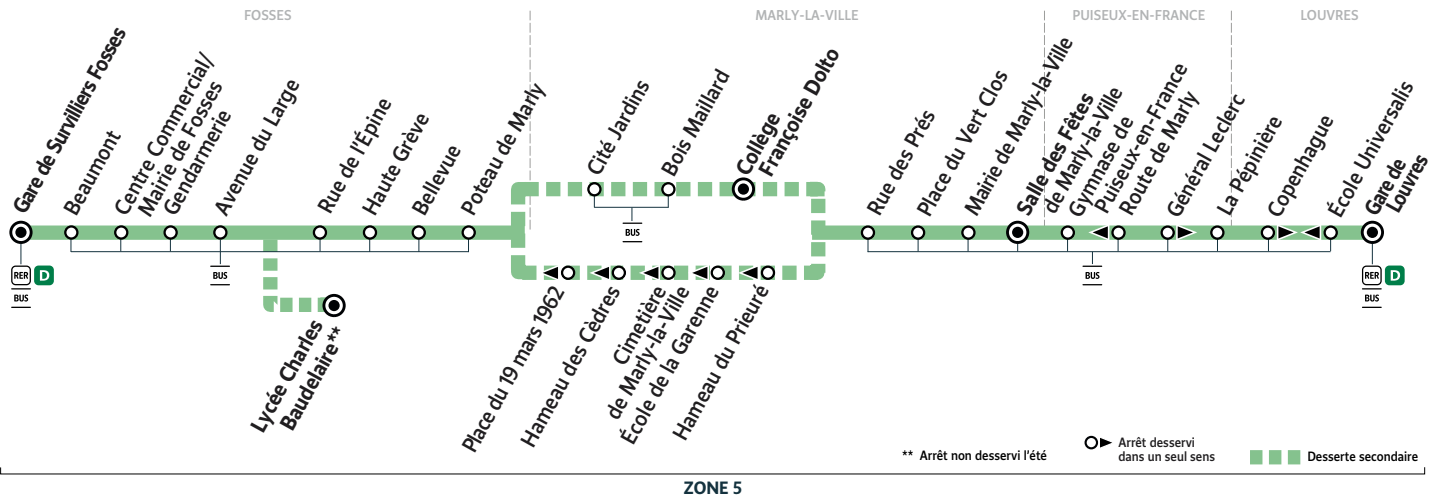 FOSSES
MARLY-LA-VILLE
PUISEUX-EN-FRANCE
LOUVRES
Gare de Survilliers Fosses
Beaumont
Centre Commercial/
Mairie de Fosses
Gendarmerie
Avenue du Large
Rue de l'Épine
Haute Grève
Bellevue
Poteau de Marly
Cité Jardins
Bois Maillard
Collège
Françoise Dolto
Rue des Prés
Place du Vert Clos
Mairie de Marly-la-Ville
Salle des Fêtes
de Marly-la-Ville
Gymnase de
Puiseux-en-France
Route de Marly
Général Leclerc
La Pépinière
Copenhague
École Universalis
Gare de
Louvres
RER D
BUS
BUS
BUS
BUS
RER D
BUS
Lycée Charles
Baudelaire**
Place du 19 mars 1962
Hameau des Cèdres
Cimetière
de Marly-la-Ville
École de la Garenne
Hameau du Prieuré
** Arrêt non desservi l'été
Arrêt desservi
dans un seul sens
Desserte secondaire
ZONE 5